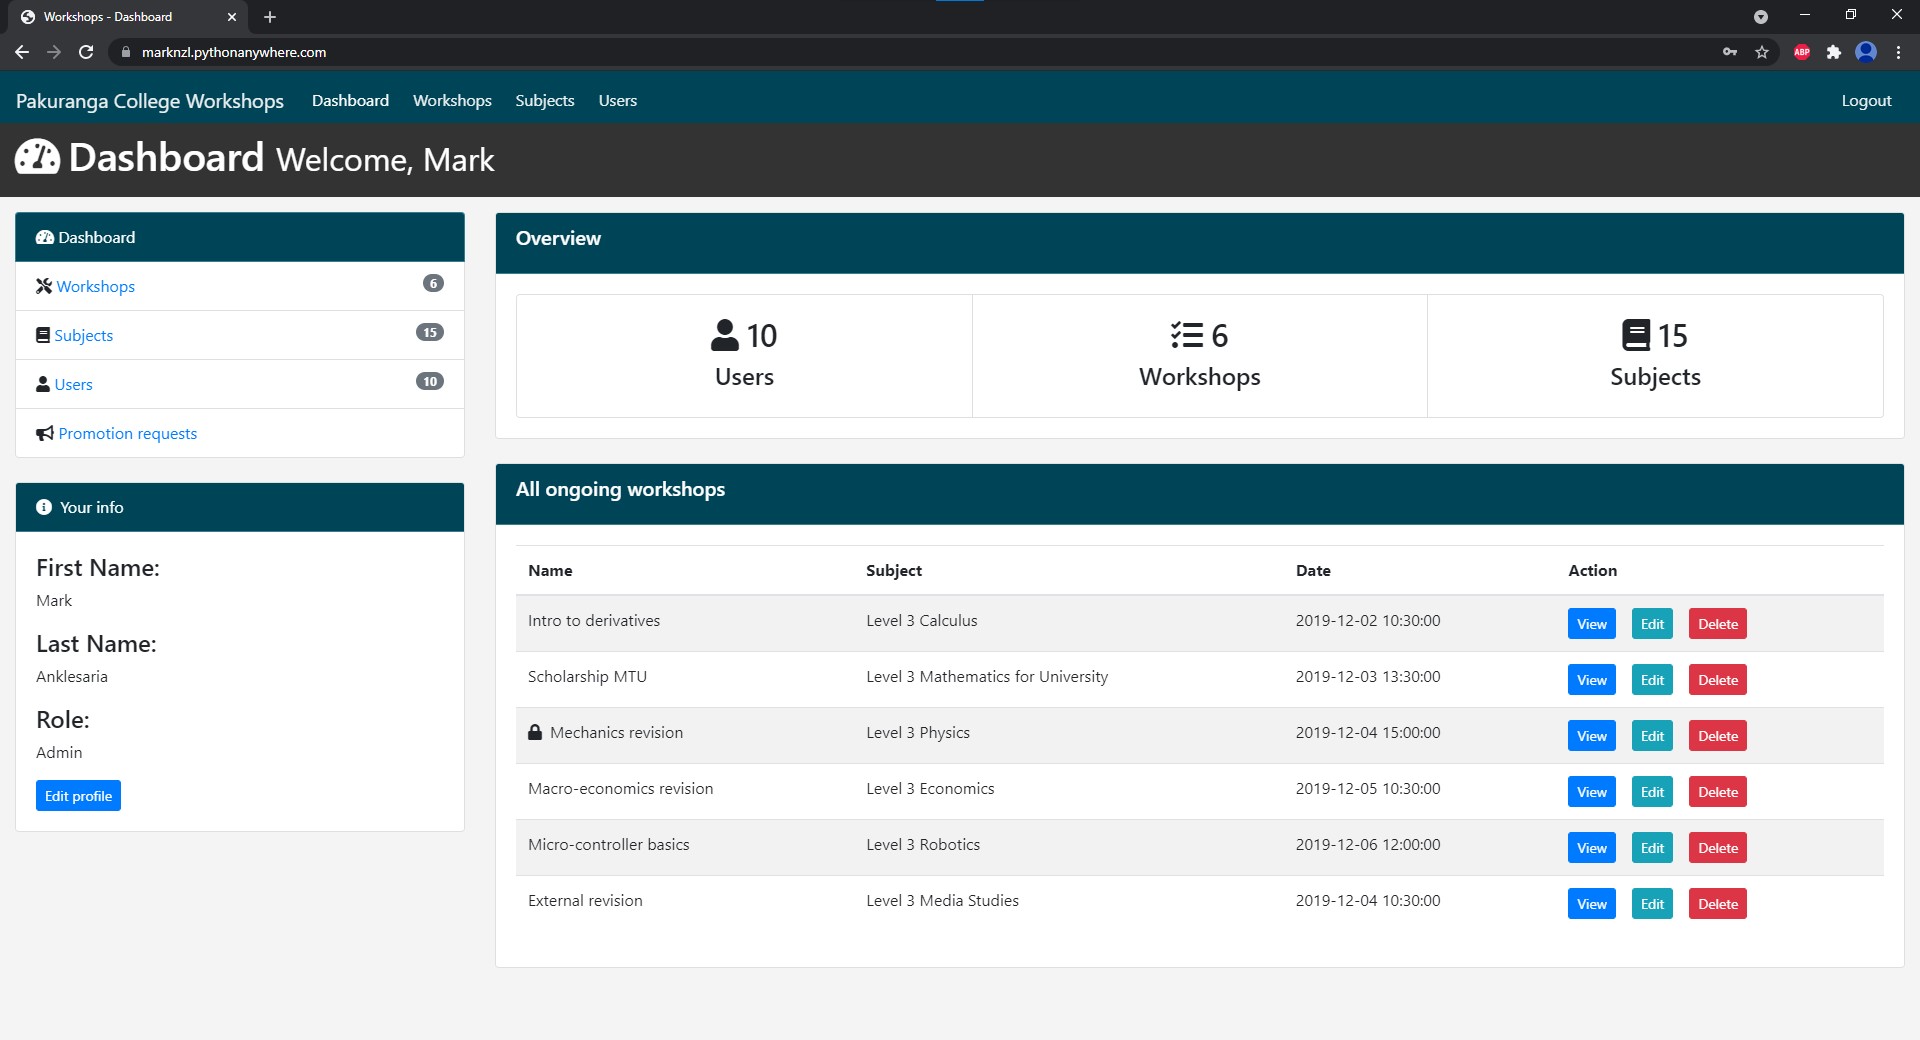 Workshops - Dashboard
marknzl.pythonanywhere.com
ABP
Pakuranga College Workshops Dashboard Workshops Subjects Users Logout
Dashboard Welcome, Mark
Dashboard
Workshops 6
Subjects 15
Users 10
Promotion requests
Your info
First Name:
Mark
Last Name:
Anklesaria
Role:
Admin
Edit profile
Overview
10 6 15
Users Workshops Subjects
All ongoing workshops
Name Subject Date Action
Intro to derivatives Level 3 Calculus 2019-12-02 10:30:00 View Edit Delete
Scholarship MTU Level 3 Mathematics for University 2019-12-03 13:30:00 View Edit Delete
Mechanics revision Level 3 Physics 2019-12-04 15:00:00 View Edit Delete
Macro-economics revision Level 3 Economics 2019-12-05 10:30:00 View Edit Delete
Micro-controller basics Level 3 Robotics 2019-12-06 12:00:00 View Edit Delete
External revision Level 3 Media Studies 2019-12-04 10:30:00 View Edit Delete